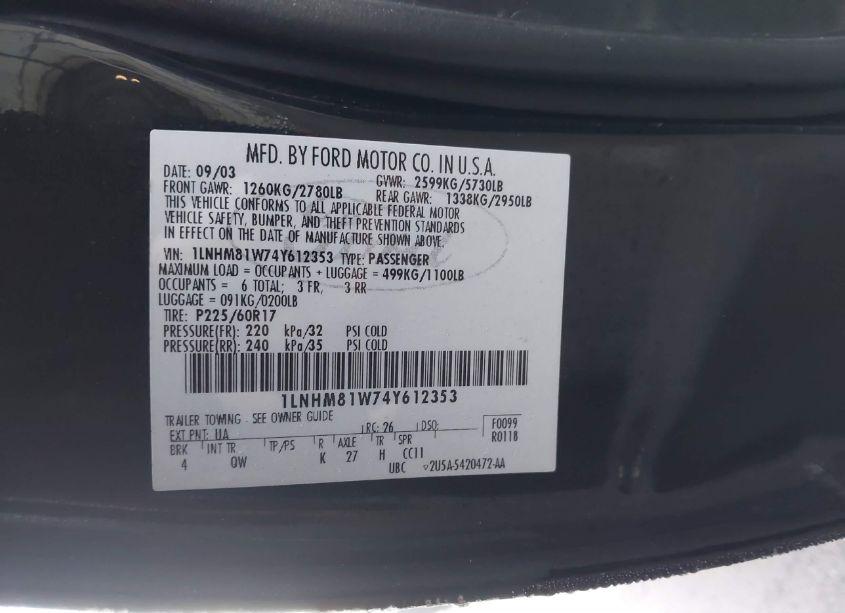 MFD. BY FORD MOTOR CO. IN U.S.A.
DATE: 09/03 GVWR: 2599KG/5730LB
FRONT GAWR: 1260KG/2780LB REAR GAWR: 1338KG/2950LB
THIS VEHICLE CONFORMS TO ALL APPLICABLE FEDERAL MOTOR
VEHICLE SAFETY, BUMPER, AND THEFT PREVENTION STANDARDS
IN EFFECT ON THE DATE OF MANUFACTURE SHOWN ABOVE.
VIN: 1LNHM81W74Y612353 TYPE: PASSENGER
MAXIMUM LOAD = OCCUPANTS + LUGGAGE = 499KG/1100LB
OCCUPANTS = 6 TOTAL; 3 FR, 3 RR
LUGGAGE = 091KG/0200LB
TIRE: P225/60R17
PRESSURE(FR) 220 kPa/32 PSI COLD
PRESSURE(RR) 240 kPa/35 PSI COLD
1LNHM81W74Y612353
TRAILER TOWING - SEE OWNER GUIDE
EXT PNT: UA RC: 26 DSO: F0099
R0118
BRK INT TR TP/PS R AXLE TR SPR
4 OW K 27 H CC11
UBC 2U5A-5420472-AA